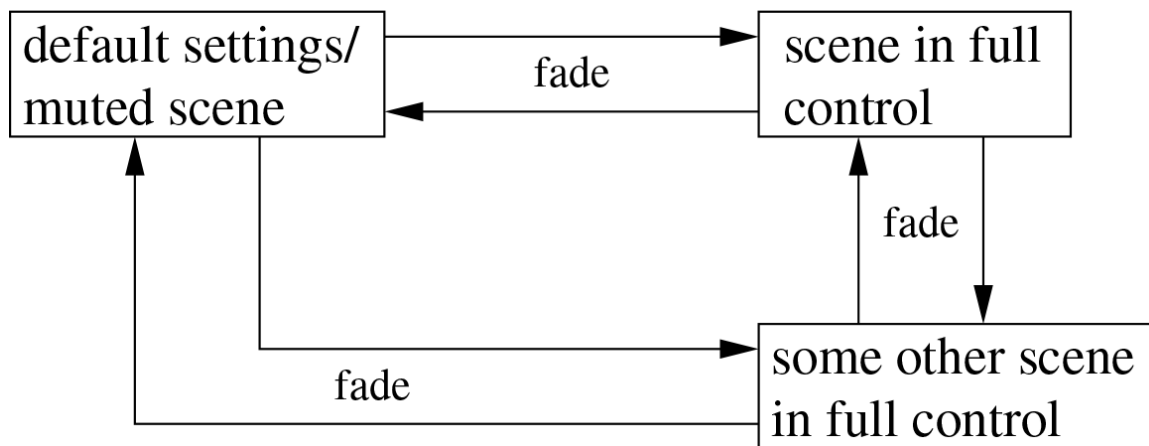 default settings/
muted scene
fade
scene in full
control
fade
some other scene
in full control
fade